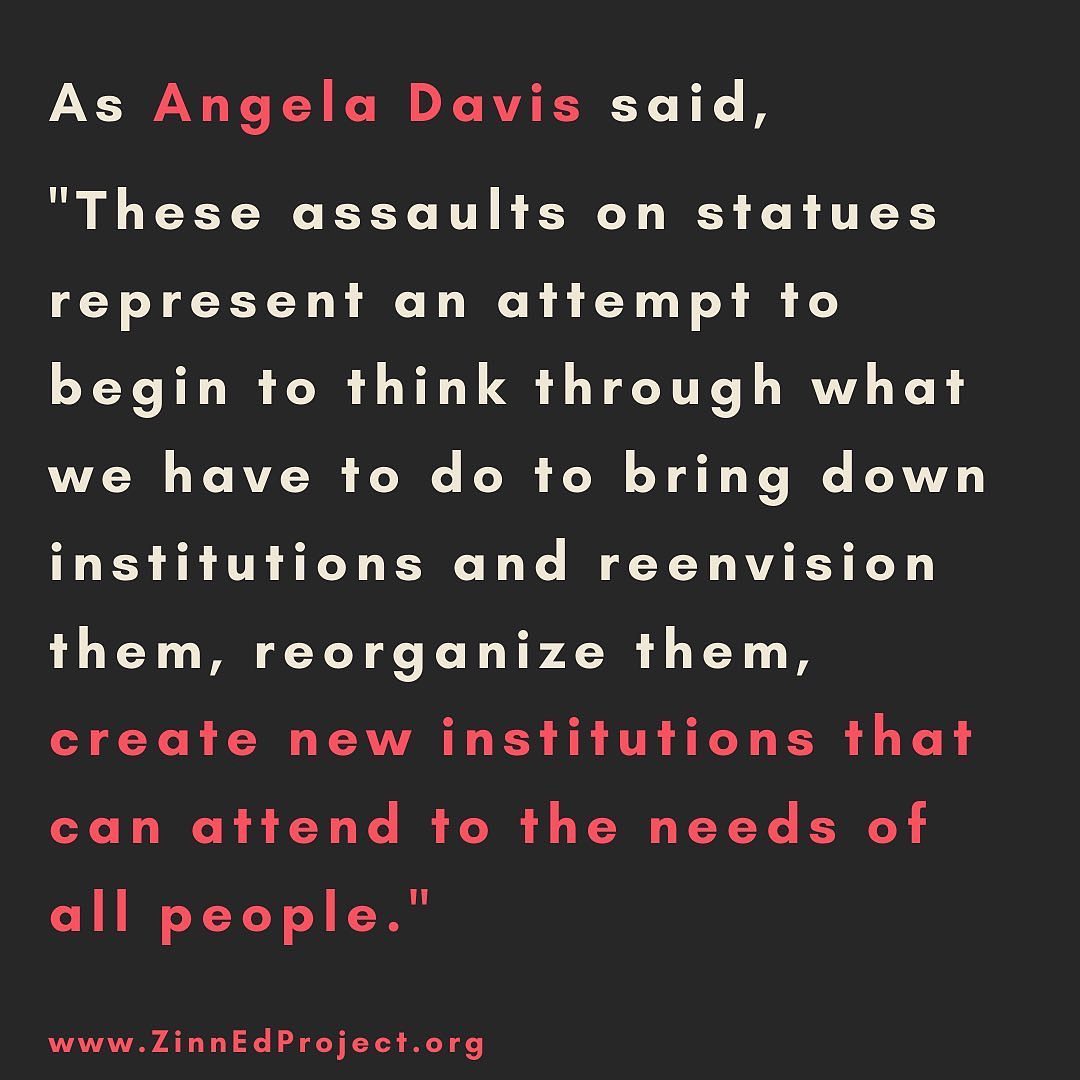 As Angela Davis said,
"These assaults on statues
represent an attempt to
begin to think through what
we have to do to bring down
institutions and reenvision
them, reorganize them,
create new institutions that
can attend to the needs of
all people."
www.ZinnEdProject.org